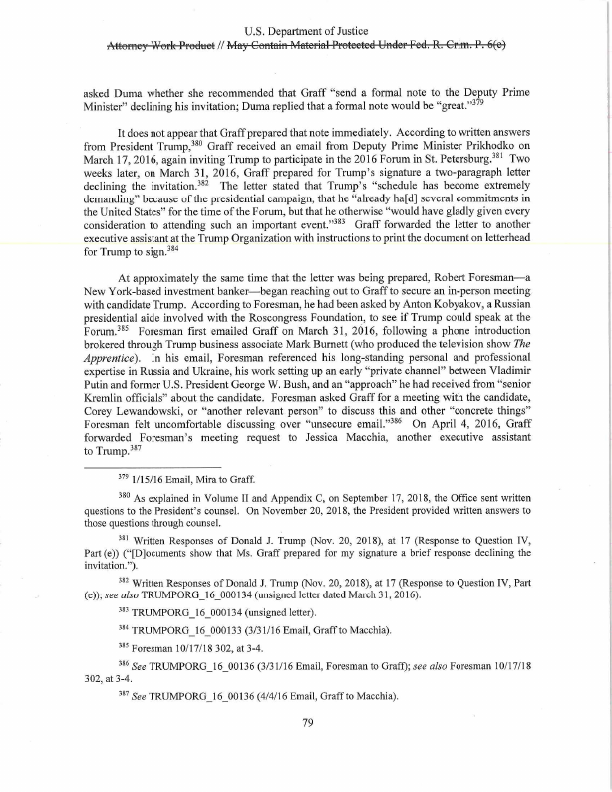 U.S. Department of Justice
Attorney Work Product // May Contain Material Protected Under Fed. R. Crim. P. 6(e)
asked Duma whether she recommended that Graff “send a formal note to the Deputy Prime
Minister” declining his invitation; Duma replied that a formal note would be “great.”379
It does not appear that Graff prepared that note immediately. According to written answers
from President Trump,380 Graff received an email from Deputy Prime Minister Prikhodko on
March 17, 2016, again inviting Trump to participate in the 2016 Forum in St. Petersburg.381 Two
weeks later, on March 31, 2016, Graff prepared for Trump’s signature a two-paragraph letter
declining the invitation.382 The letter stated that Trump’s “schedule has become extremely
demanding” because of the presidential campaign, that he “already ha[d] several commitments in
the United States” for the time of the Forum, but that he otherwise “would have gladly given every
consideration to attending such an important event.”383 Graff forwarded the letter to another
executive assistant at the Trump Organization with instructions to print the document on letterhead
for Trump to sign.384
At approximately the same time that the letter was being prepared, Robert Foresman—a
New York-based investment banker—began reaching out to Graff to secure an in-person meeting
with candidate Trump. According to Foresman, he had been asked by Anton Kobyakov, a Russian
presidential aide involved with the Roscongress Foundation, to see if Trump could speak at the
Forum.385 Foresman first emailed Graff on March 31, 2016, following a phone introduction
brokered through Trump business associate Mark Burnett (who produced the television show The
Apprentice). In his email, Foresman referenced his long-standing personal and professional
expertise in Russia and Ukraine, his work setting up an early “private channel” between Vladimir
Putin and former U.S. President George W. Bush, and an “approach” he had received from “senior
Kremlin officials” about the candidate. Foresman asked Graff for a meeting with the candidate,
Corey Lewandowski, or “another relevant person” to discuss this and other “concrete things”
Foresman felt uncomfortable discussing over “unsecure email.”386 On April 4, 2016, Graff
forwarded Foresman’s meeting request to Jessica Macchia, another executive assistant
to Trump.387
379 1/15/16 Email, Mira to Graff.
380 As explained in Volume II and Appendix C, on September 17, 2018, the Office sent written
questions to the President’s counsel. On November 20, 2018, the President provided written answers to
those questions through counsel.
381 Written Responses of Donald J. Trump (Nov. 20, 2018), at 17 (Response to Question IV,
Part (e)) (“[D]ocuments show that Ms. Graff prepared for my signature a brief response declining the
invitation.”).
382 Written Responses of Donald J. Trump (Nov. 20, 2018), at 17 (Response to Question IV, Part
(e)); see also TRUMPORG_16_000134 (unsigned letter dated March 31, 2016).
383 TRUMPORG_16_000134 (unsigned letter).
384 TRUMPORG_16_000133 (3/31/16 Email, Graff to Macchia).
385 Foresman 10/17/18 302, at 3-4.
386 See TRUMPORG_16_00136 (3/31/16 Email, Foresman to Graff); see also Foresman 10/17/18
302, at 3-4.
387 See TRUMPORG_16_00136 (4/4/16 Email, Graff to Macchia).
79